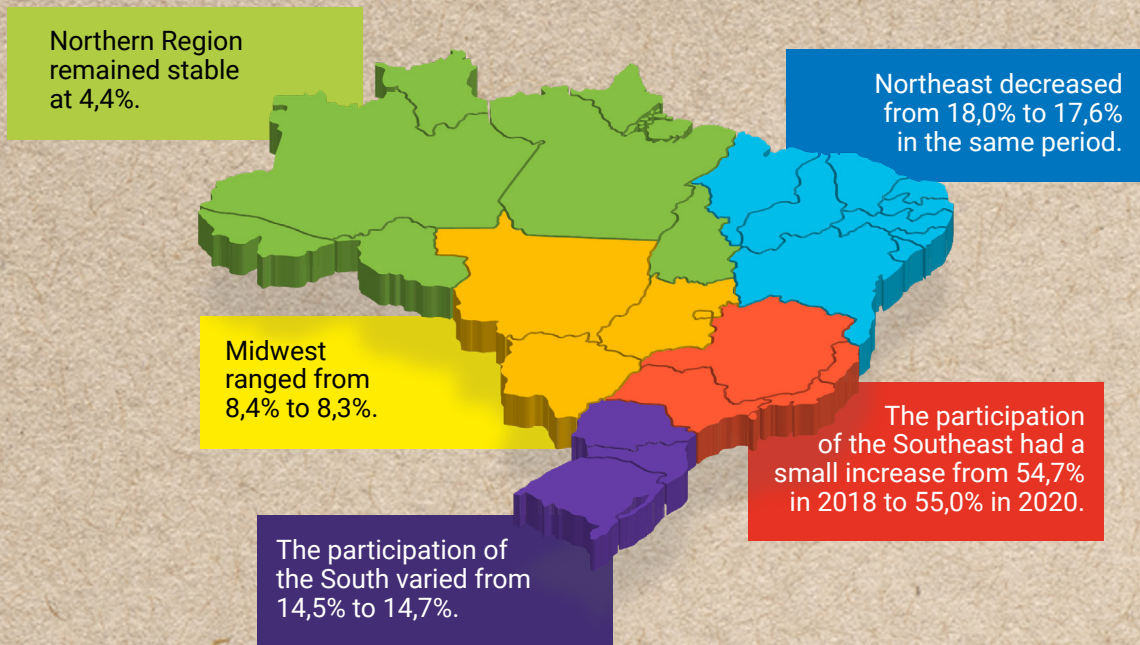 Northern Region
remained stable
at 4,4%.
Northeast decreased
from 18,0% to 17,6%
in the same period.
Midwest
ranged from
8,4% to 8,3%.
The participation
of the Southeast had a
small increase from 54,7%
in 2018 to 55,0% in 2020.
The participation of
the South varied from
14,5% to 14,7%.